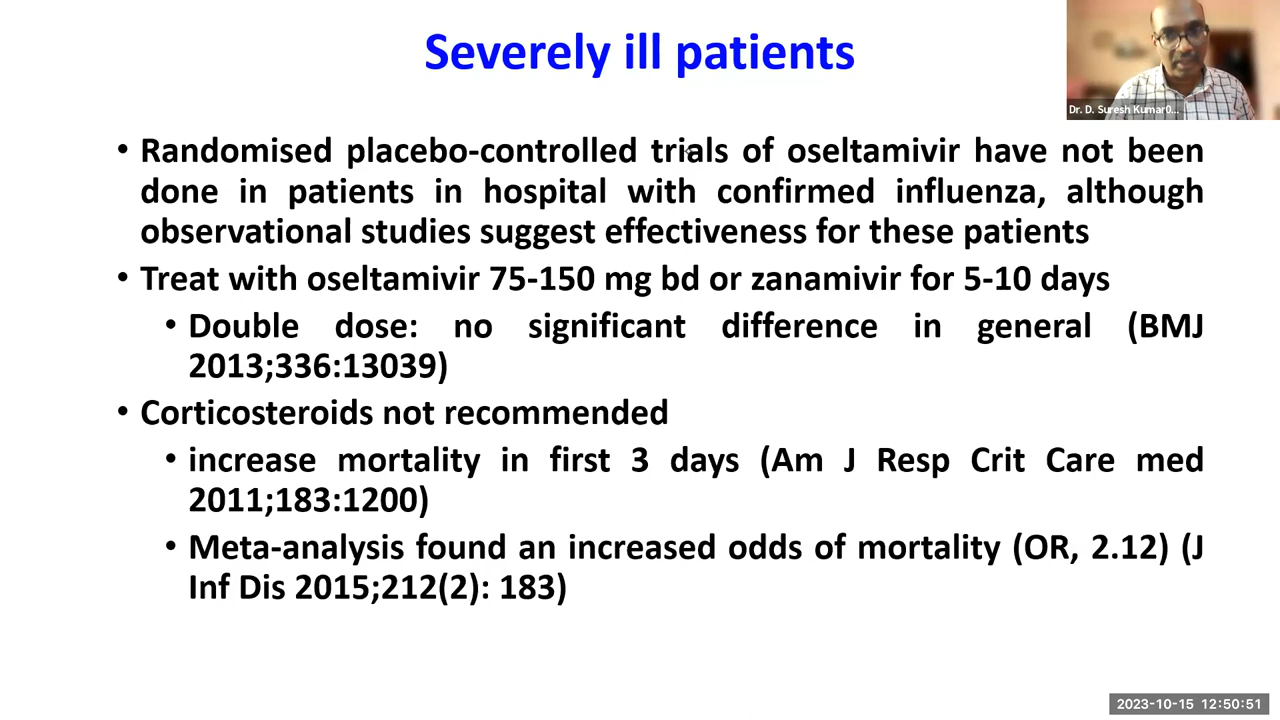 Severely ill patients
Dr. D. Suresh Kumar0...
• Randomised placebo-controlled trials of oseltamivir have not been
done in patients in hospital with confirmed influenza, although
observational studies suggest effectiveness for these patients
• Treat with oseltamivir 75-150 mg bd or zanamivir for 5-10 days
• Double dose: no significant difference in general (BMJ
2013;336:13039)
• Corticosteroids not recommended
• increase mortality in first 3 days (Am J Resp Crit Care med
2011;183:1200)
• Meta-analysis found an increased odds of mortality (OR, 2.12) (J
Inf Dis 2015;212(2): 183)
2023-10-15 12:50:51